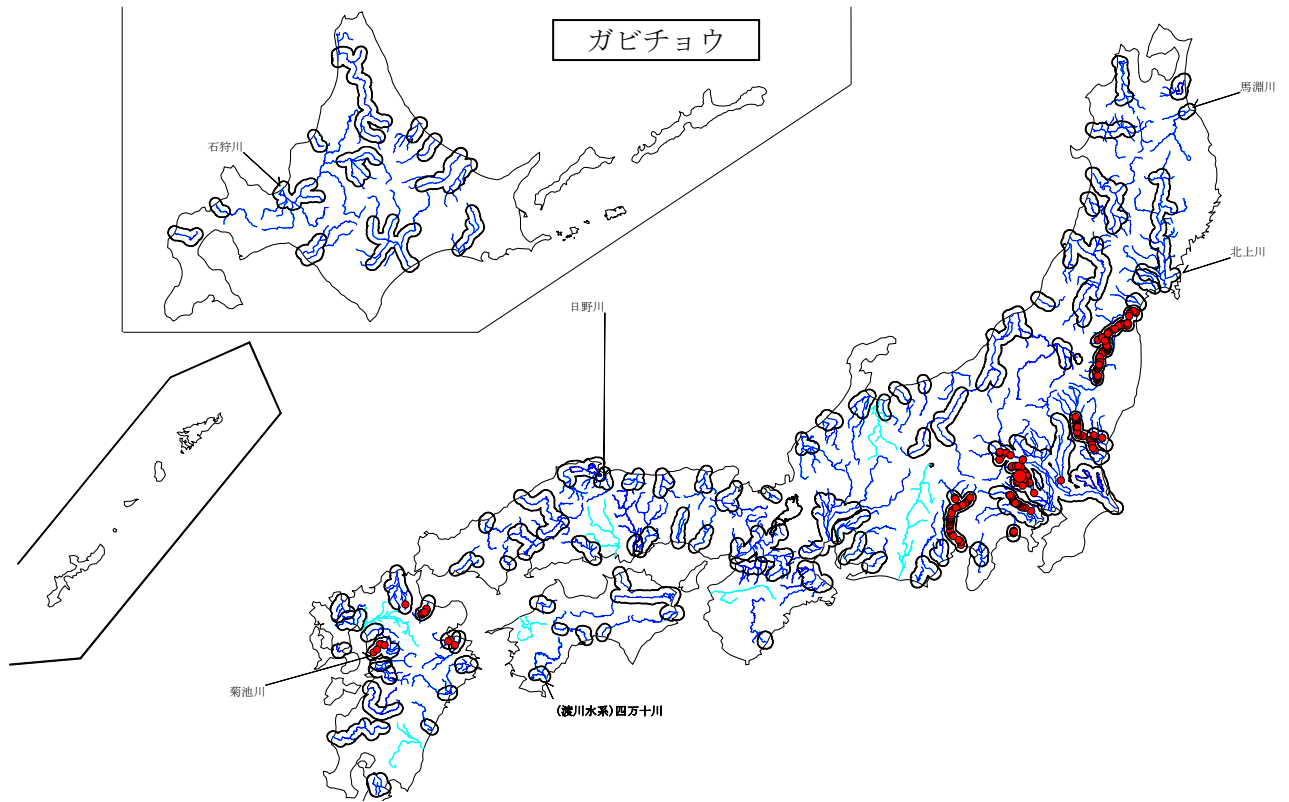 ガビチョウ
馬淵川
石狩川
北上川
日野川
菊池川
(渡川水系)四万十川